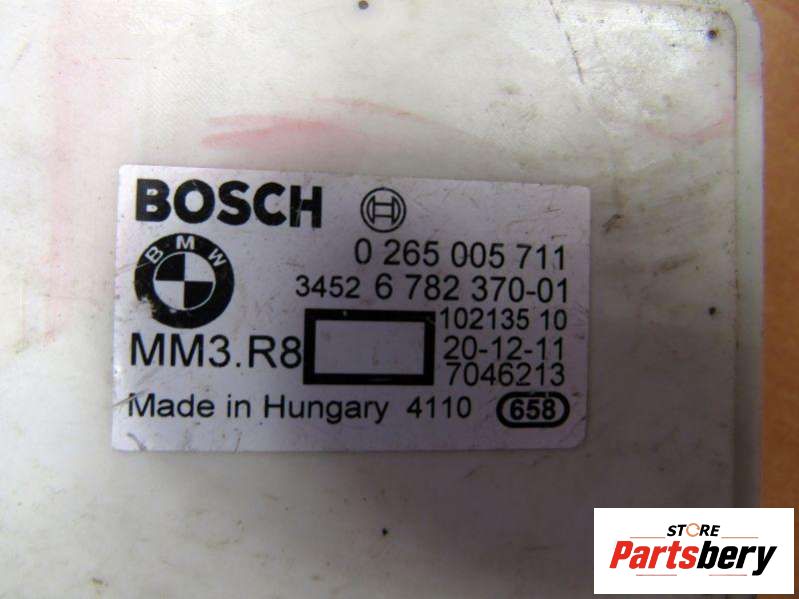 BOSCH
BMW
0 265 005 711
3452 6 782 370-01
102135 10
MM3.R8
20-12-11
7046213
Made in Hungary 4110 658
STORE
Partsbery